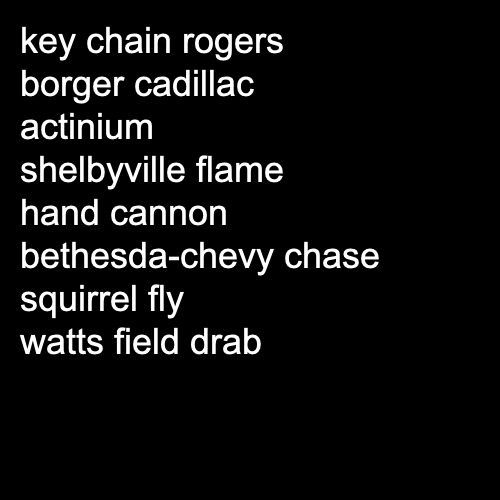 key chain rogers
borger cadillac
actinium
shelbyville flame
hand cannon
bethesda-chevy chase
squirrel fly
watts field drab